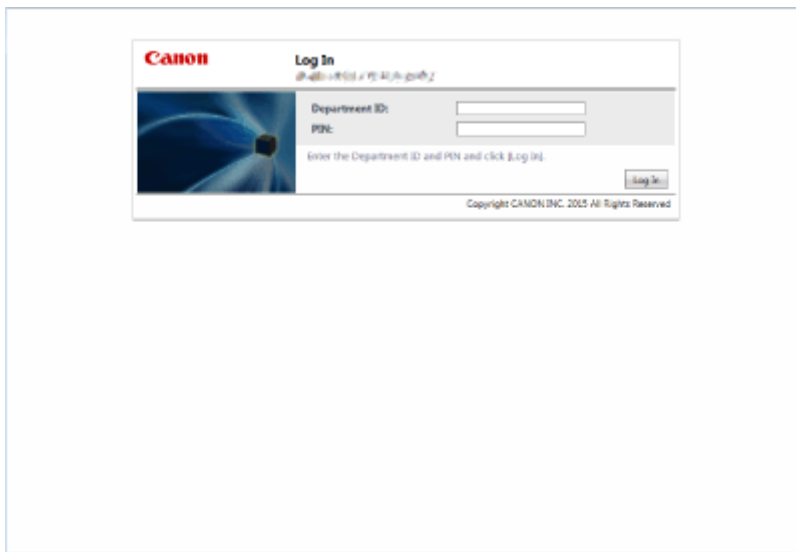 Canon
Log In
Department ID:
PIN:
Enter the Department ID and PIN and click [Log In].
Log In
Copyright CANON INC. 2015 All Rights Reserved